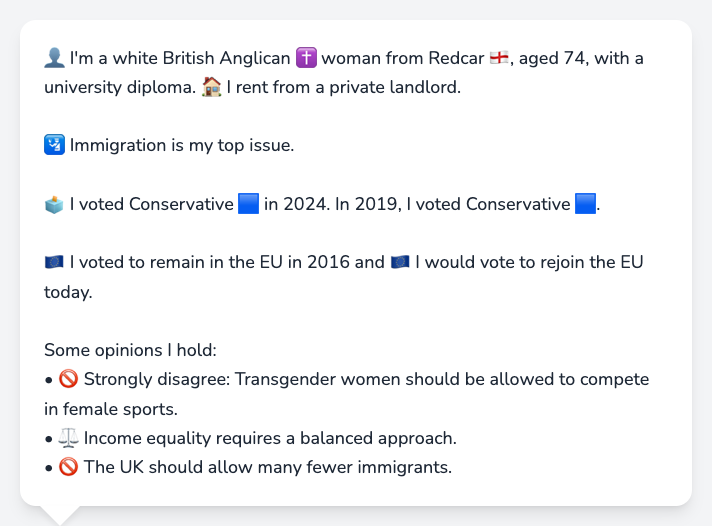 👤 I'm a white British Anglican ✝️ woman from Redcar 🏴󠁧󠁢󠁥󠁮󠁧󠁿, aged 74, with a
university diploma. 🏠 I rent from a private landlord.
🛂 Immigration is my top issue.
🗳️ I voted Conservative 🟦 in 2024. In 2019, I voted Conservative 🟦.
🇪🇺 I voted to remain in the EU in 2016 and 🇪🇺 I would vote to rejoin the EU
today.
Some opinions I hold:
• 🚫 Strongly disagree: Transgender women should be allowed to compete
in female sports.
• ⚖️ Income equality requires a balanced approach.
• 🚫 The UK should allow many fewer immigrants.